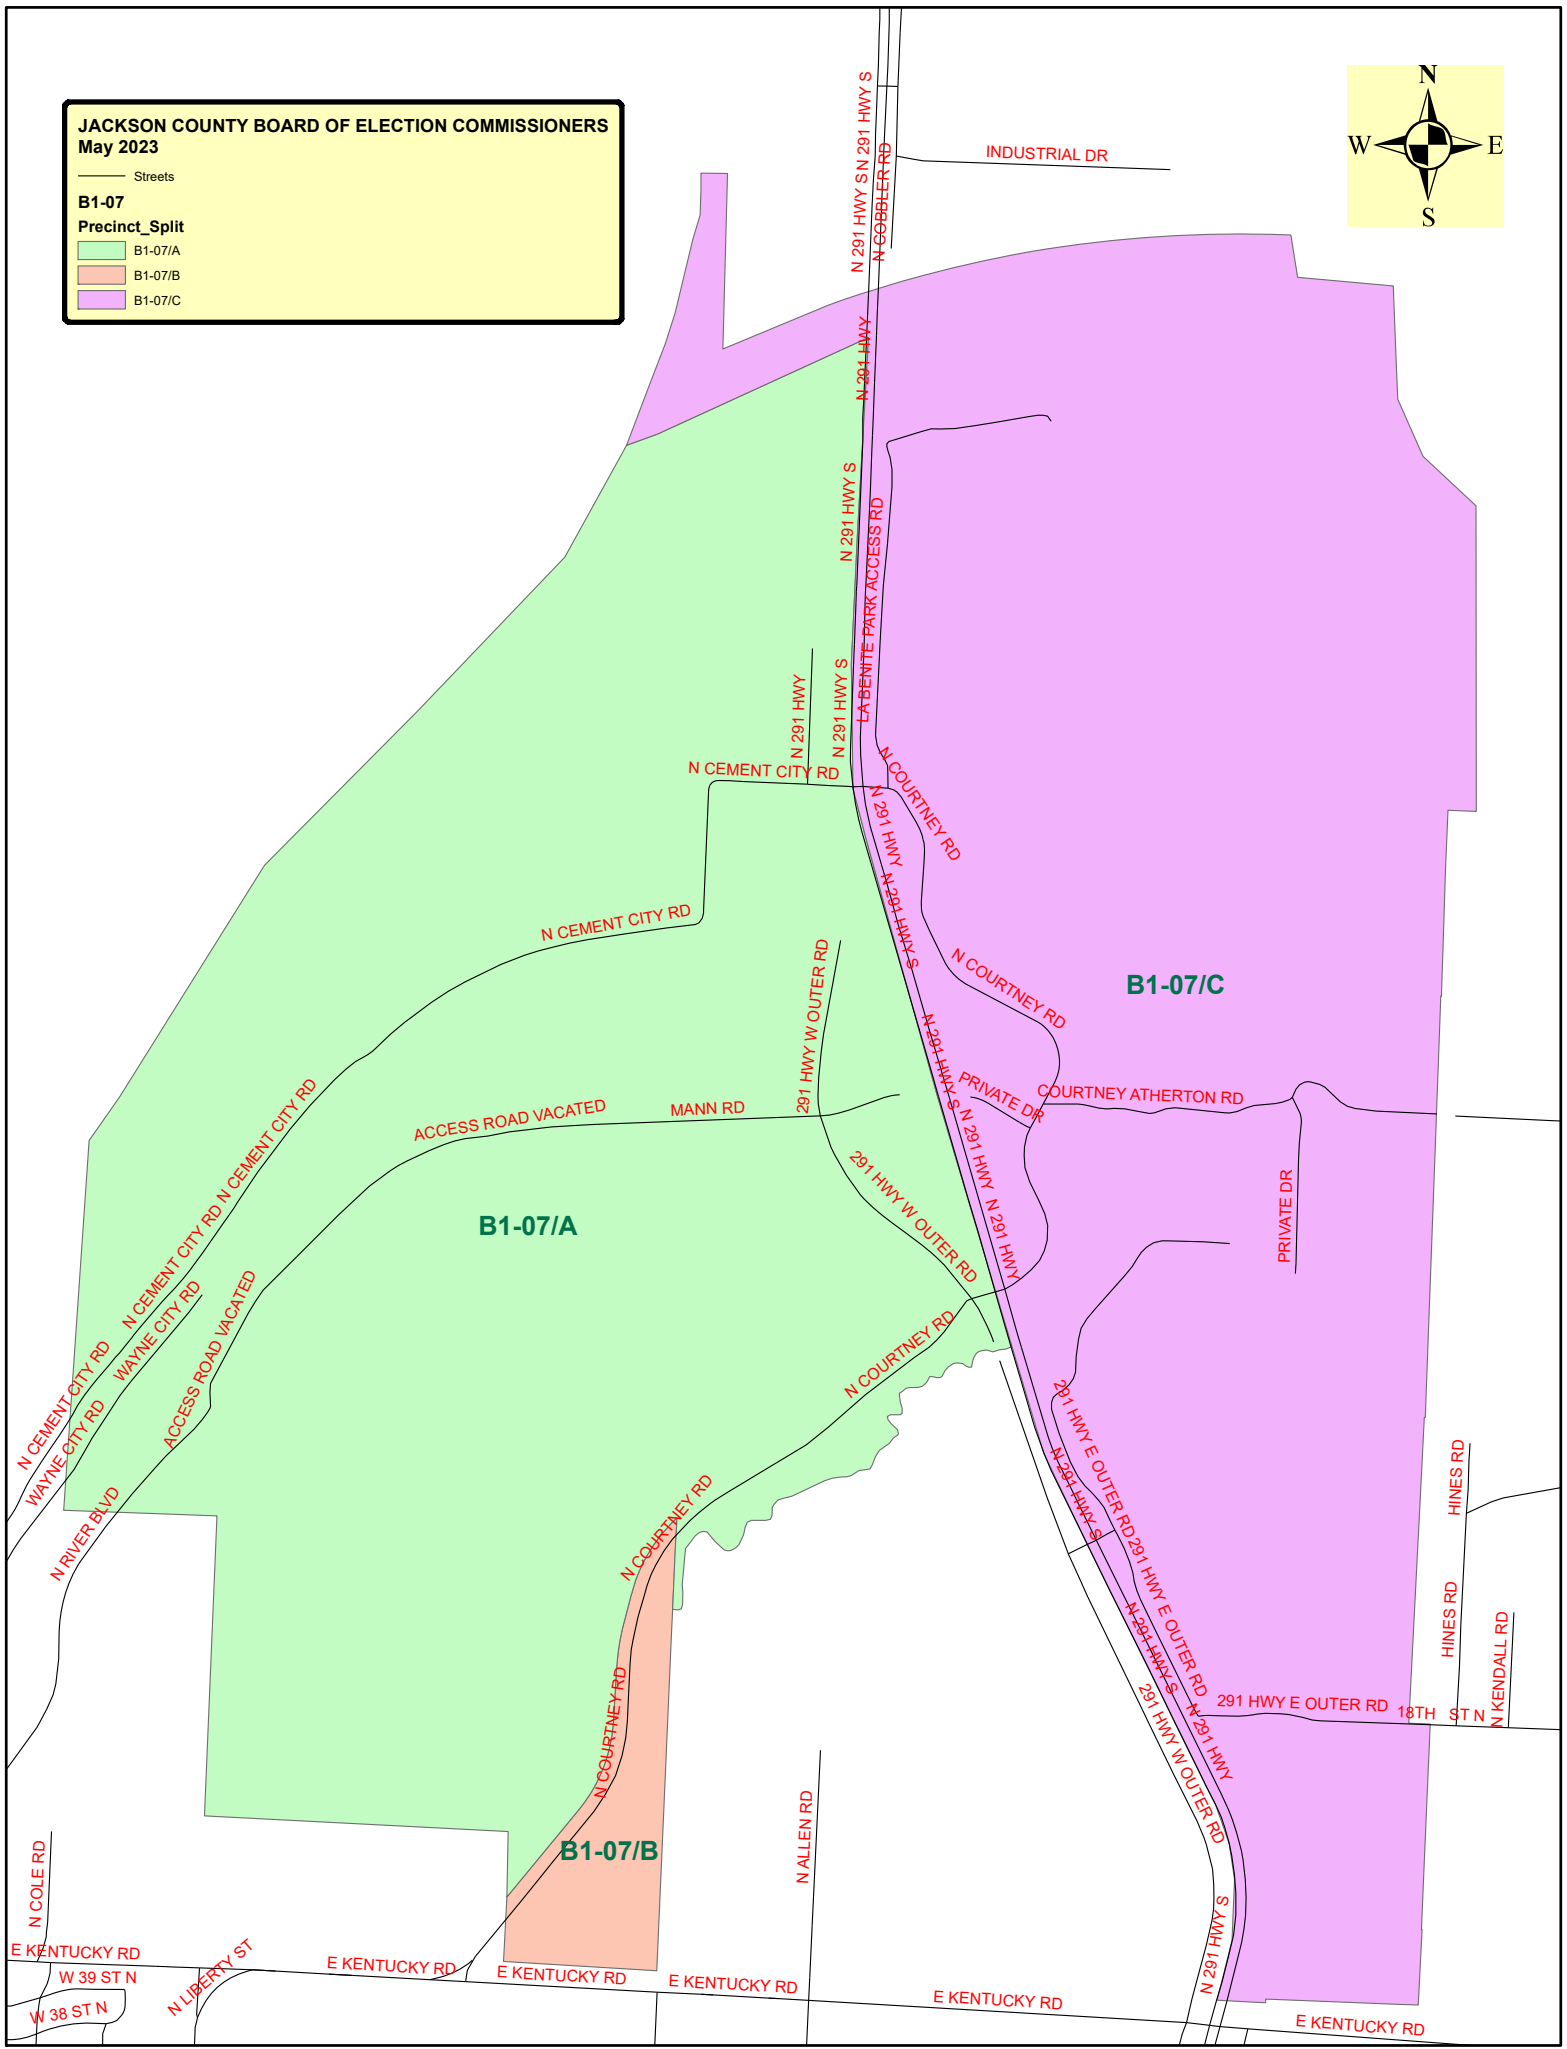 JACKSON COUNTY BOARD OF ELECTION COMMISSIONERS
May 2023
Streets
B1-07
Precinct_Split
B1-07/A
B1-07/B
B1-07/C
N
W
E
S
N 291 HWY S
N 291 HWY S
N COBBLER RD
INDUSTRIAL DR
N 291 HWY
N 291 HWY S
LA BENITE PARK ACCESS RD
N 291 HWY S
N 291 HWY
N CEMENT CITY RD
N COURTNEY RD
N 291 HWY
N 291 HWY S
N CEMENT CITY RD
291 HWY W OUTER RD
N COURTNEY RD
B1-07/C
N 291 HWY S
PRIVATE DR
COURTNEY ATHERTON RD
N CEMENT CITY RD
ACCESS ROAD VACATED
MANN RD
N 291 HWY
291 HWY W OUTER RD
N 291 HWY
PRIVATE DR
B1-07/A
N CEMENT CITY RD
WAYNE CITY RD
ACCESS ROAD VACATED
N COURTNEY RD
N CEMENT CITY RD
WAYNE CITY RD
291 HWY E OUTER RD
N 291 HWY S
HINES RD
N RIVER BLVD
N COURTNEY RD
291 HWY E OUTER RD
N 291 HWY S
HINES RD
N KENDALL RD
N COURTNEY RD
291 HWY W OUTER RD
291 HWY E OUTER RD
18TH ST N
N 291 HWY
B1-07/B
N ALLEN RD
N COLE RD
N 291 HWY S
E KENTUCKY RD
N LIBERTY ST
E KENTUCKY RD
E KENTUCKY RD
E KENTUCKY RD
E KENTUCKY RD
E KENTUCKY RD
W 39 ST N
W 38 ST N